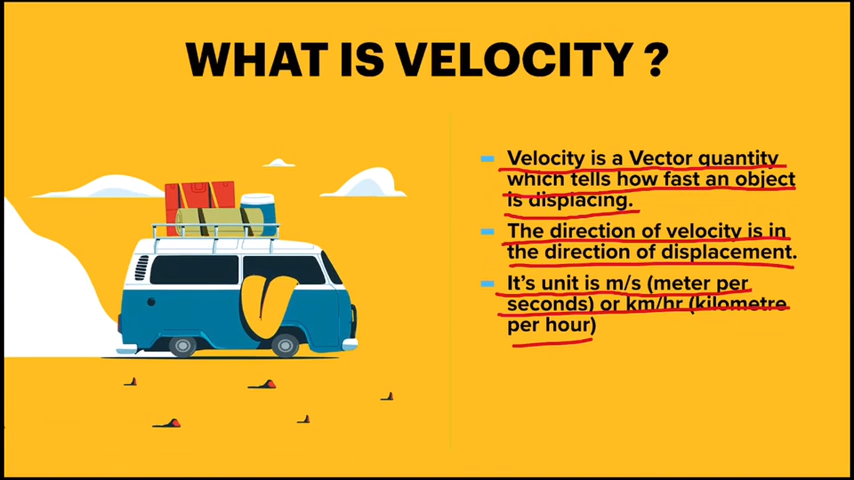 WHAT IS VELOCITY ?
Velocity is a Vector quantity
which tells how fast an object
is displacing.
The direction of velocity is in
the direction of displacement.
It's unit is m/s (meter per
seconds) or km/hr (kilometre
per hour)